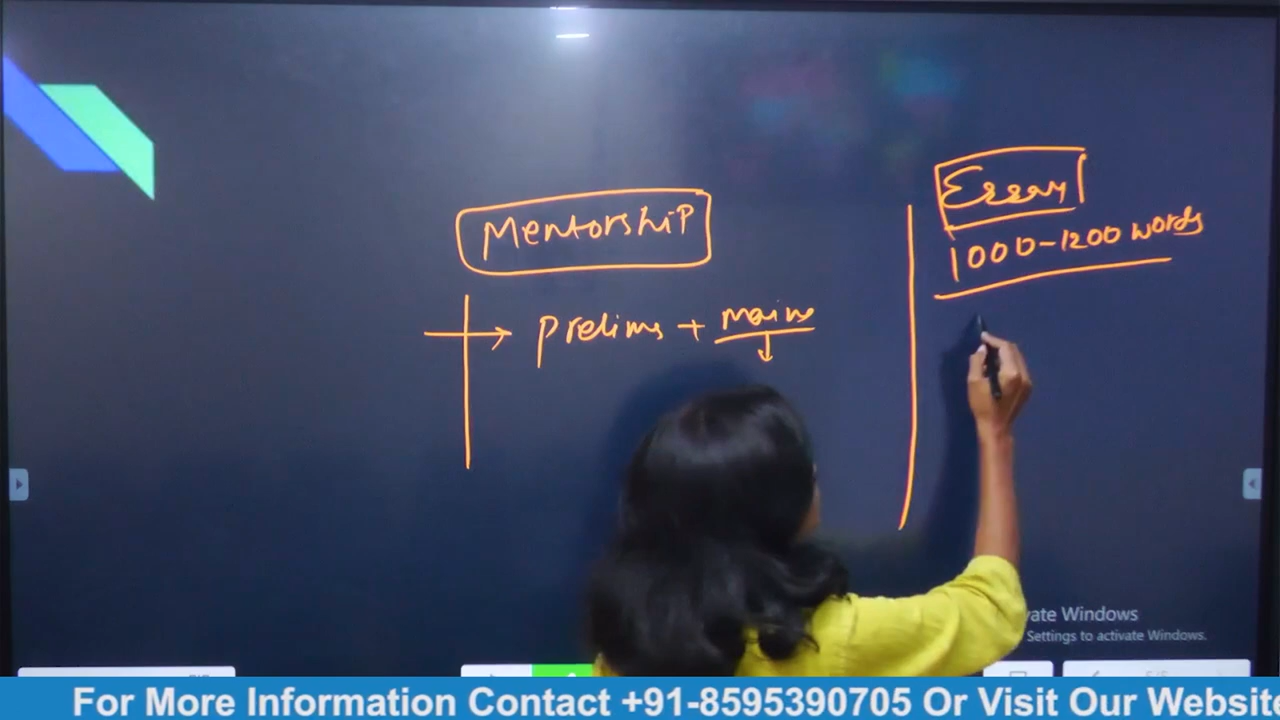 Mentorship
Prelims + mains
Essay
1000-1200 words
vate Windows
Settings to activate Windows.
For More Information Contact +91-8595390705 Or Visit Our Website